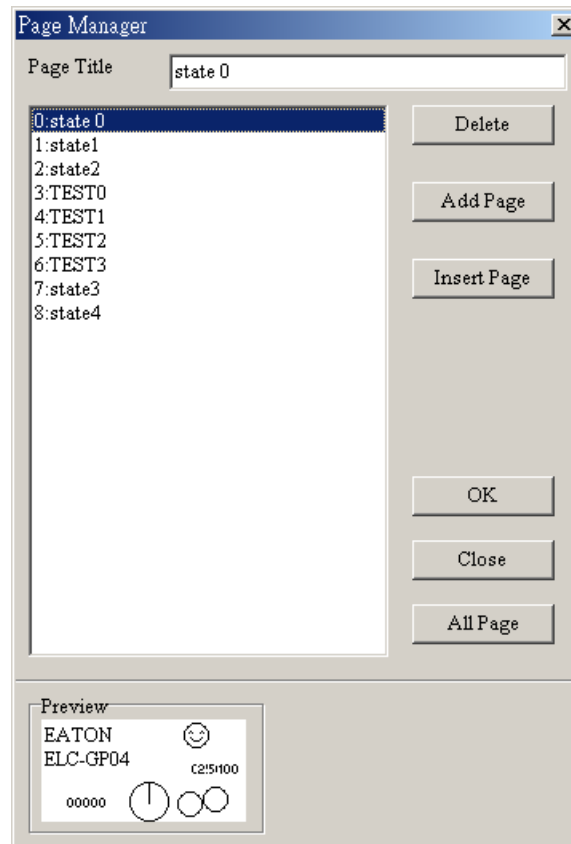 Page Manager
Page Title
state 0
0:state 0
1:state1
2:state2
3:TEST0
4:TEST1
5:TEST2
6:TEST3
7:state3
8:state4
Delete
Add Page
Insert Page
OK
Close
All Page
Preview
EATON
ELC-GP04
00000